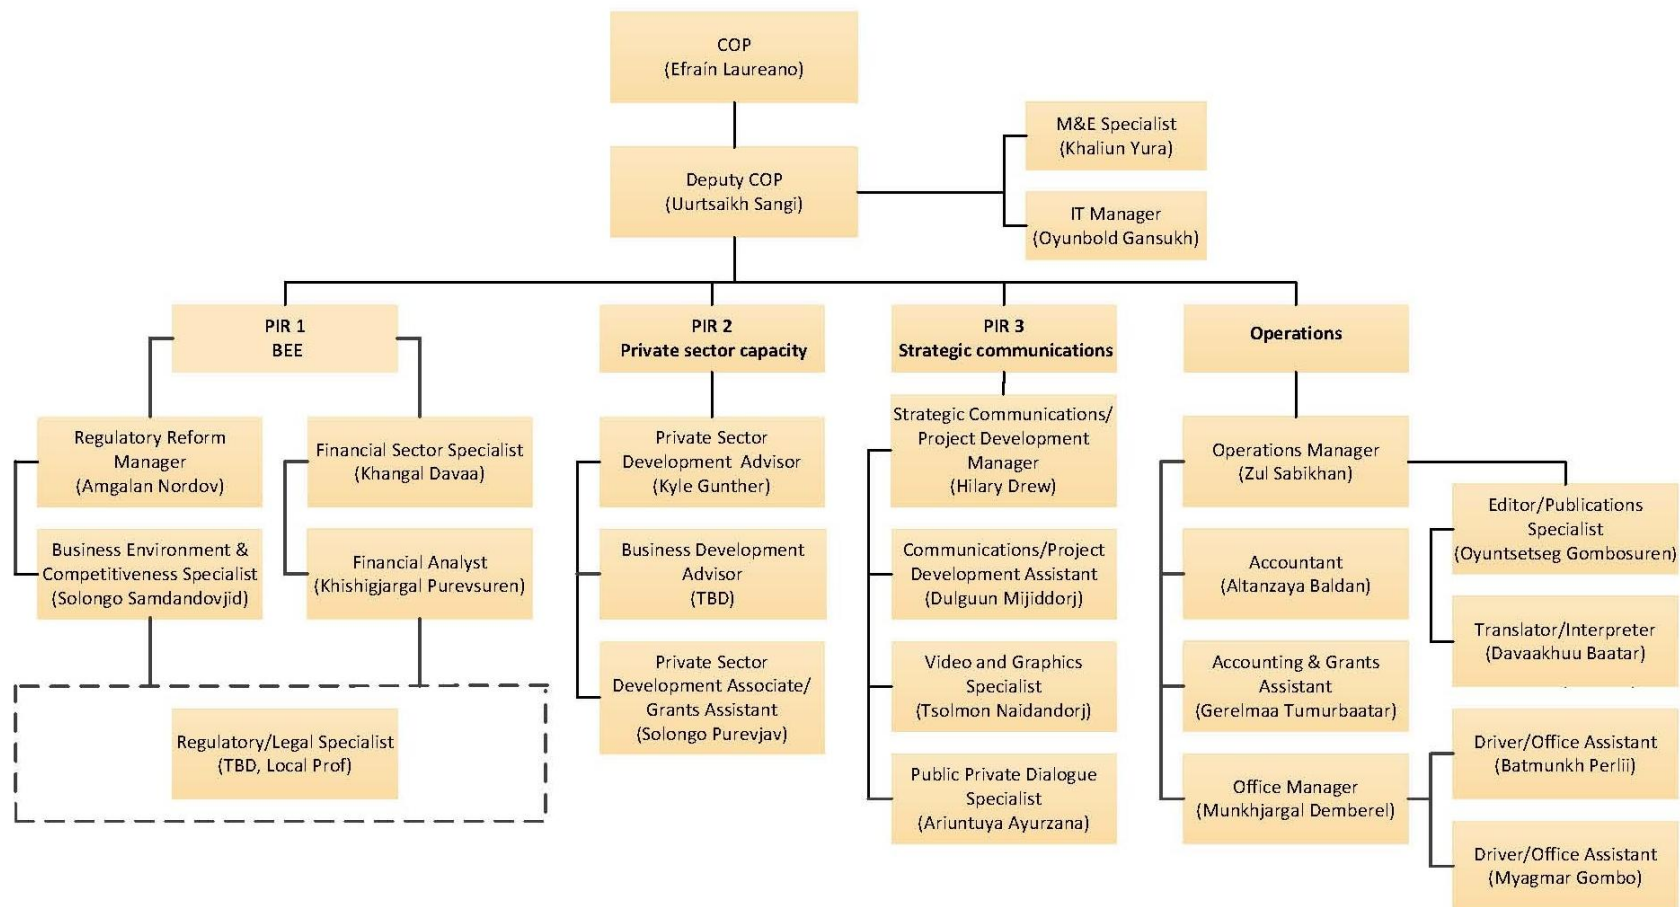 COP
(Efraín Laureano)
Deputy COP
(Uurtsaikh Sangi)
M&E Specialist
(Khaliun Yura)
IT Manager
(Oyunbold Gansukh)
PIR 1
BEE
Regulatory Reform
Manager
(Amgalan Nordov)
Business Environment &
Competitiveness Specialist
(Solongo Samdandovjid)
Financial Sector Specialist
(Khangal Davaa)
Financial Analyst
(Khishigjargal Purevsuren)
Regulatory/Legal Specialist
(TBD, Local Prof)
PIR 2
Private sector capacity
Private Sector
Development Advisor
(Kyle Gunther)
Business Development
Advisor
(TBD)
Private Sector
Development Associate/
Grants Assistant
(Solongo Purevjav)
PIR 3
Strategic communications
Strategic Communications/
Project Development
Manager
(Hilary Drew)
Communications/Project
Development Assistant
(Dulguun Mijiddorj)
Video and Graphics
Specialist
(Tsolmon Naidandorj)
Public Private Dialogue
Specialist
(Ariuntuya Ayurzana)
Operations
Operations Manager
(Zul Sabikhan)
Accountant
(Altanzaya Baldan)
Accounting & Grants
Assistant
(Gerelmaa Tumurbaatar)
Office Manager
(Munkhjargal Demberel)
Editor/Publications
Specialist
(Oyuntsetseg Gombosuren)
Translator/Interpreter
(Davaakhuu Baatar)
Driver/Office Assistant
(Batmunkh Perlii)
Driver/Office Assistant
(Myagmar Gombo)